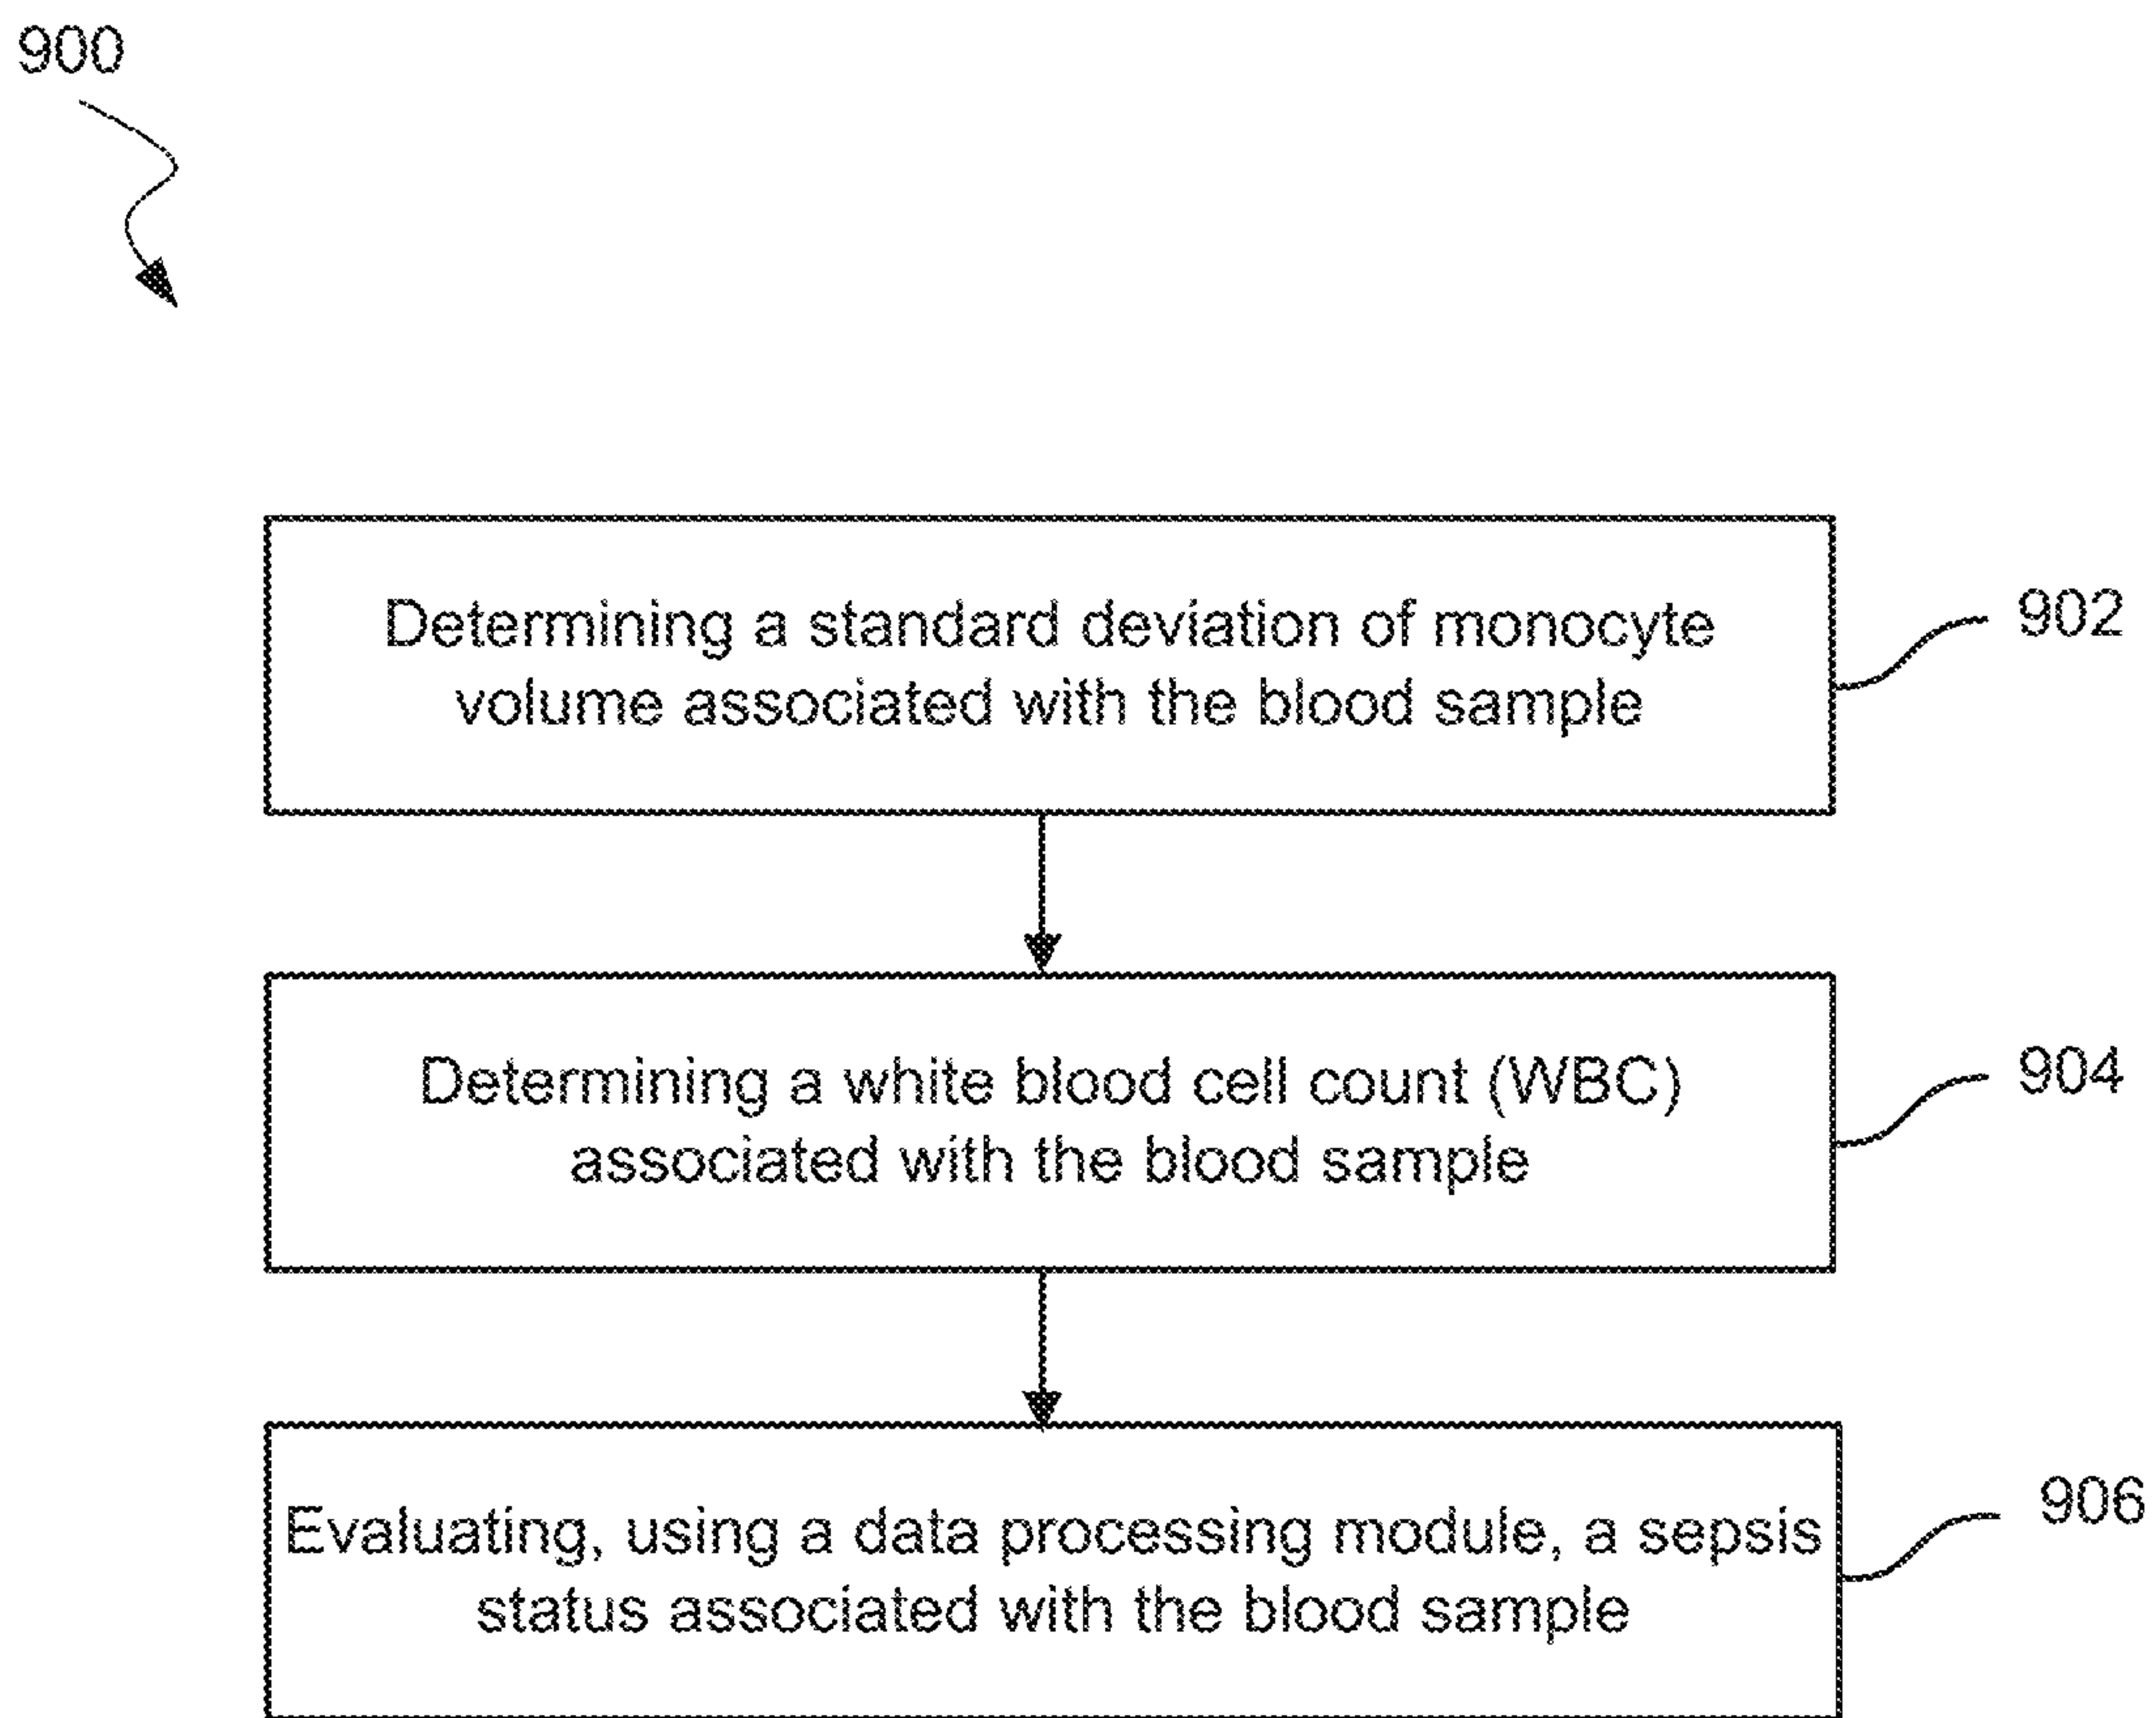 900
Determining a standard deviation of monocyte
volume associated with the blood sample
902
Determining a white blood cell count (WBC)
associated with the blood sample
904
Evaluating, using a data processing module, a sepsis
status associated with the blood sample
906